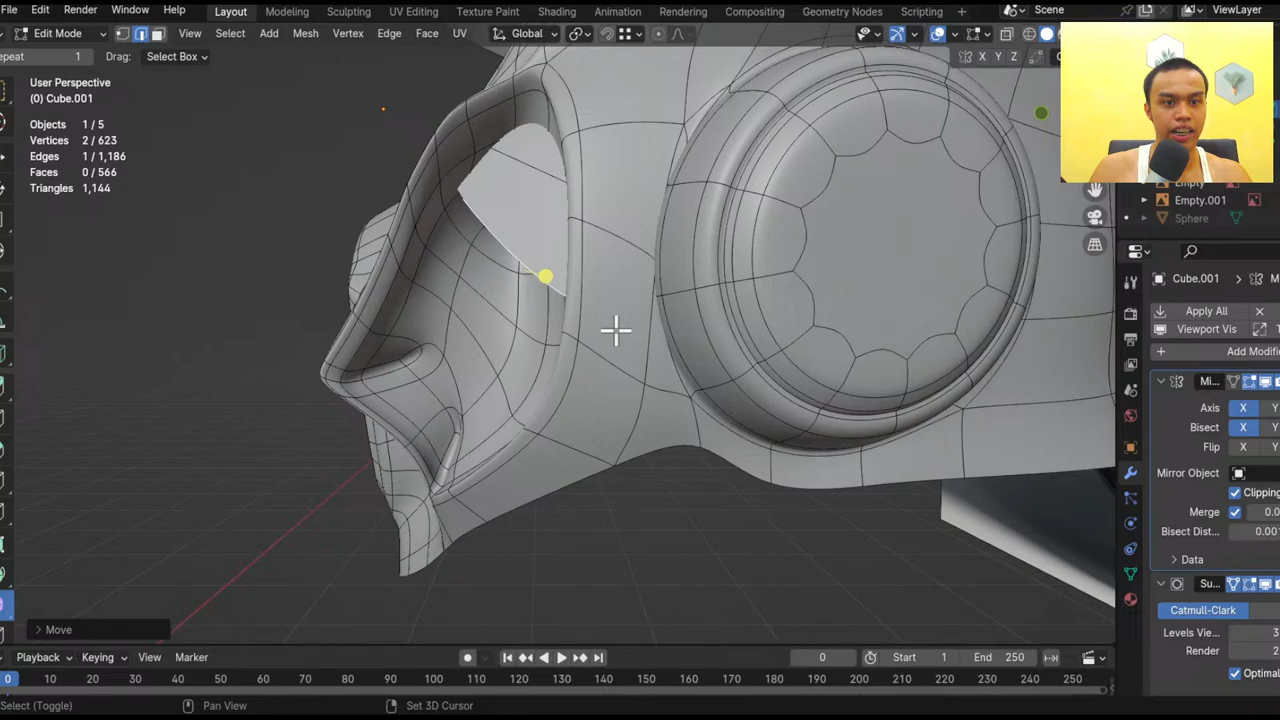 File Edit Render Window Help Layout Modeling Sculpting UV Editing Texture Paint Shading Animation Rendering Compositing Geometry Nodes Scripting + Scene ViewLayer
Edit Mode View Select Add Mesh Vertex Edge Face UV Global
Repeat 1 Drag: Select Box X Y Z
User Perspective
(0) Cube.001
Objects 1 / 5
Vertices 2 / 623
Edges 1 / 1,186
Faces 0 / 566
Triangles 1,144
Empty
Empty.001
Sphere
Cube.001 > M
Apply All
Viewport Vis
Add Modifi
Mi...
Axis X Y
Bisect X Y
Flip X Y
Mirror Object
Clipping
Merge 0.0
Bisect Dist... 0.001
> Data
Su...
Catmull-Clark
Levels Vie... 3
Render 2
Optimal
> Move
Playback Keying View Marker 0 Start 1 End 250
0 10 20 30 40 50 60 70 80 90 100 110 120 130 140 150 160 170 180 190 200 210 220 230 240 250
Select (Toggle) Pan View Set 3D Cursor